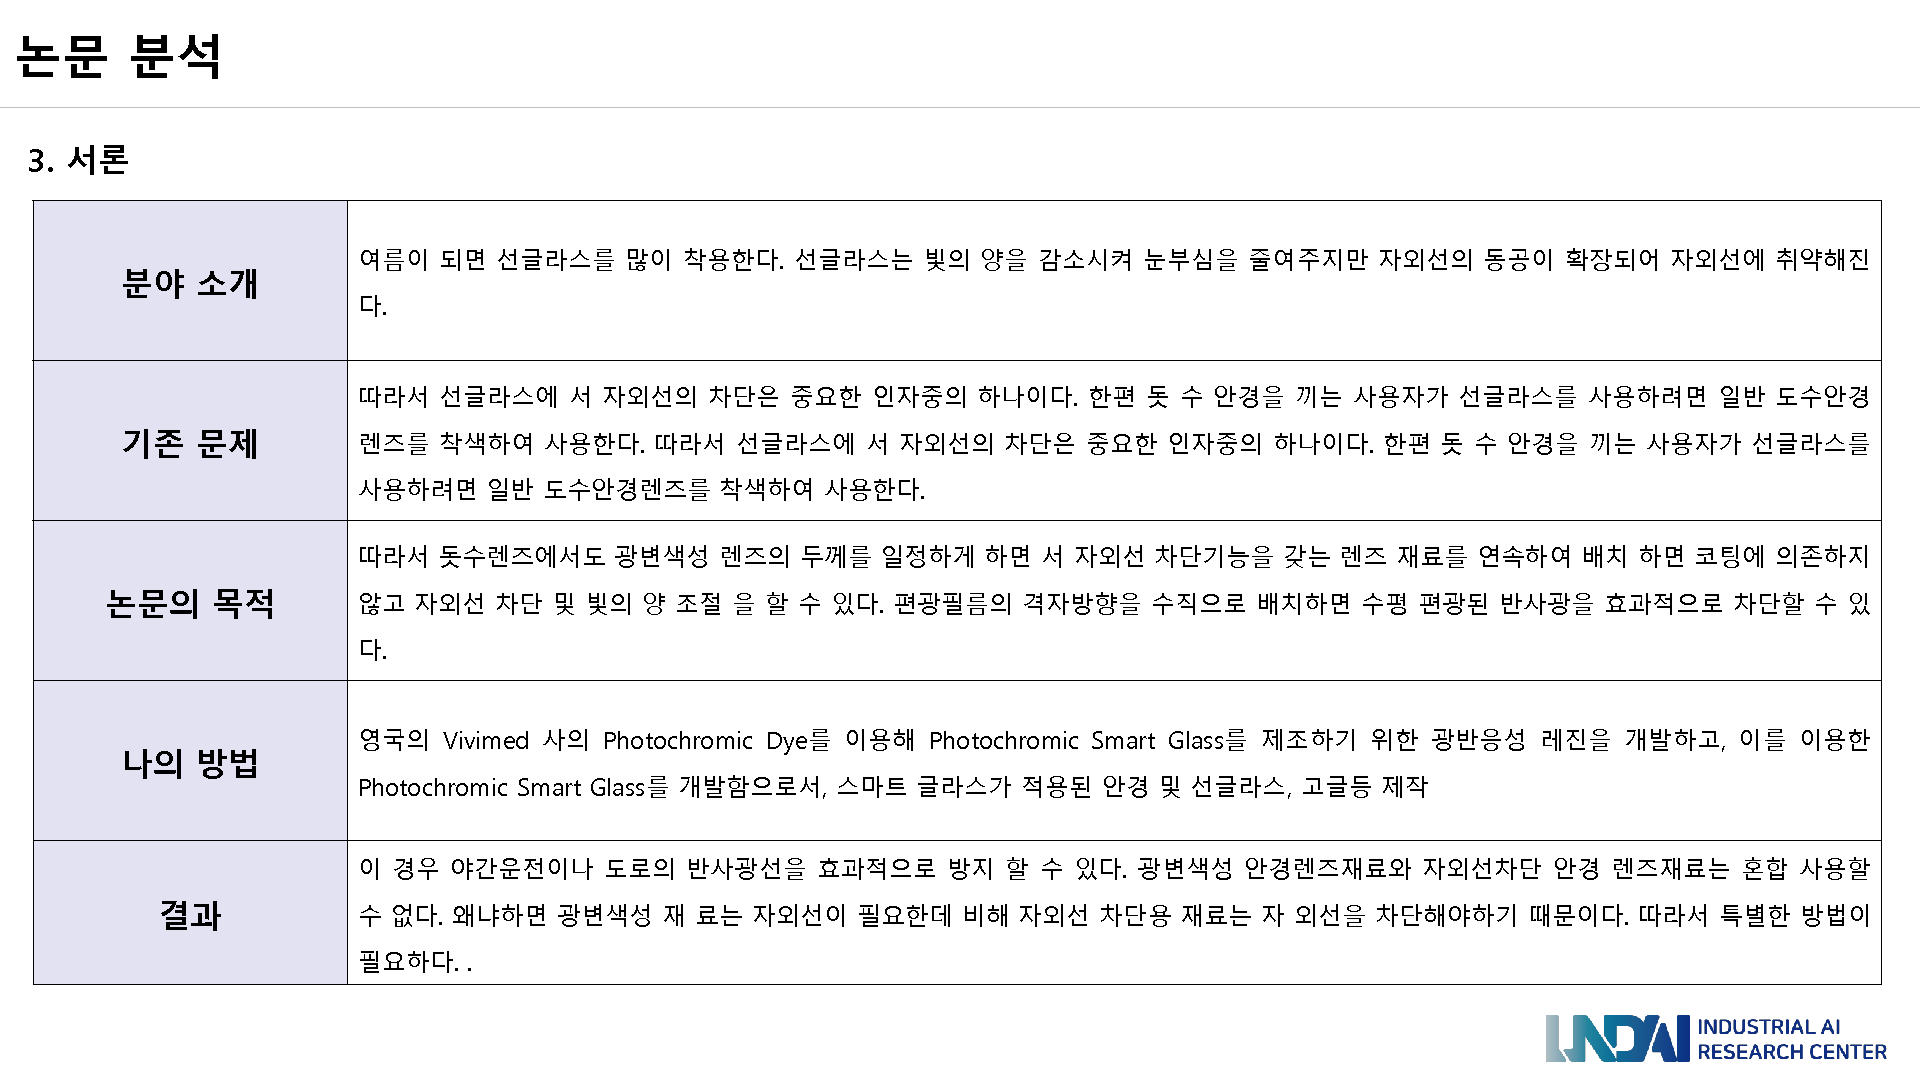 논문 분석
3. 서론
분야 소개
여름이 되면 선글라스를 많이 착용한다. 선글라스는 빛의 양을 감소시켜 눈부심을 줄여주지만 자외선의 동공이 확장되어 자외선에 취약해진
다.
기존 문제
따라서 선글라스에 서 자외선의 차단은 중요한 인자중의 하나이다. 한편 돗 수 안경을 끼는 사용자가 선글라스를 사용하려면 일반 도수안경
렌즈를 착색하여 사용한다. 따라서 선글라스에 서 자외선의 차단은 중요한 인자중의 하나이다. 한편 돗 수 안경을 끼는 사용자가 선글라스를
사용하려면 일반 도수안경렌즈를 착색하여 사용한다.
논문의 목적
따라서 돗수렌즈에서도 광변색성 렌즈의 두께를 일정하게 하면 서 자외선 차단기능을 갖는 렌즈 재료를 연속하여 배치 하면 코팅에 의존하지
않고 자외선 차단 및 빛의 양 조절 을 할 수 있다. 편광필름의 격자방향을 수직으로 배치하면 수평 편광된 반사광을 효과적으로 차단할 수 있
다.
나의 방법
영국의 Vivimed 사의 Photochromic Dye를 이용해 Photochromic Smart Glass를 제조하기 위한 광반응성 레진을 개발하고, 이를 이용한
Photochromic Smart Glass를 개발함으로서, 스마트 글라스가 적용된 안경 및 선글라스, 고글등 제작
결과
이 경우 야간운전이나 도로의 반사광선을 효과적으로 방지 할 수 있다. 광변색성 안경렌즈재료와 자외선차단 안경 렌즈재료는 혼합 사용할
수 없다. 왜냐하면 광변색성 재 료는 자외선이 필요한데 비해 자외선 차단용 재료는 자 외선을 차단해야하기 때문이다. 따라서 특별한 방법이
필요하다. .
INDAI INDUSTRIAL AI
RESEARCH CENTER